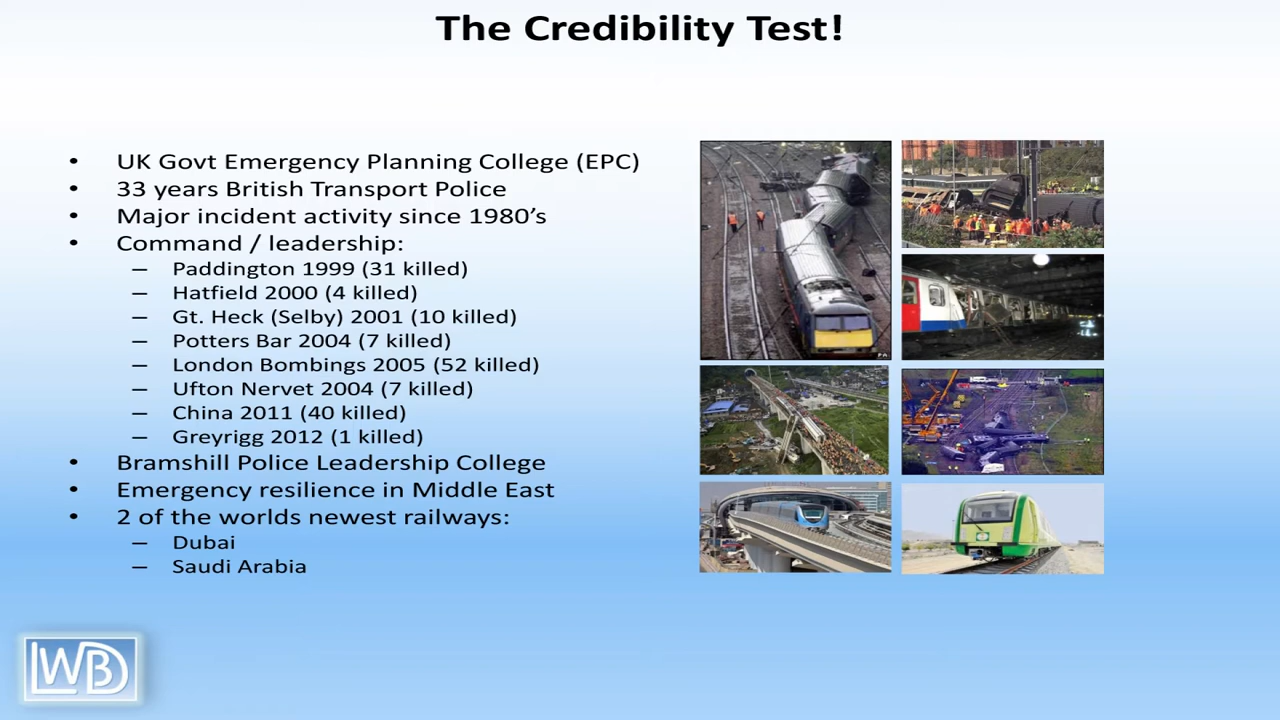 The Credibility Test!
• UK Govt Emergency Planning College (EPC)
• 33 years British Transport Police
• Major incident activity since 1980’s
• Command / leadership:
– Paddington 1999 (31 killed)
– Hatfield 2000 (4 killed)
– Gt. Heck (Selby) 2001 (10 killed)
– Potters Bar 2004 (7 killed)
– London Bombings 2005 (52 killed)
– Ufton Nervet 2004 (7 killed)
– China 2011 (40 killed)
– Greyrigg 2012 (1 killed)
• Bramshill Police Leadership College
• Emergency resilience in Middle East
• 2 of the worlds newest railways:
– Dubai
– Saudi Arabia
LWBD